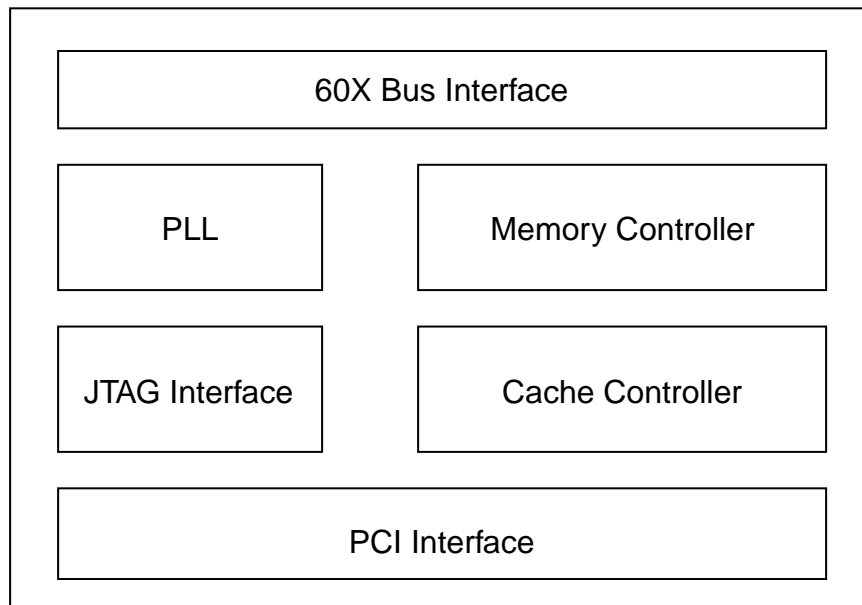 60X Bus Interface
PLL
Memory Controller
JTAG Interface
Cache Controller
PCI Interface